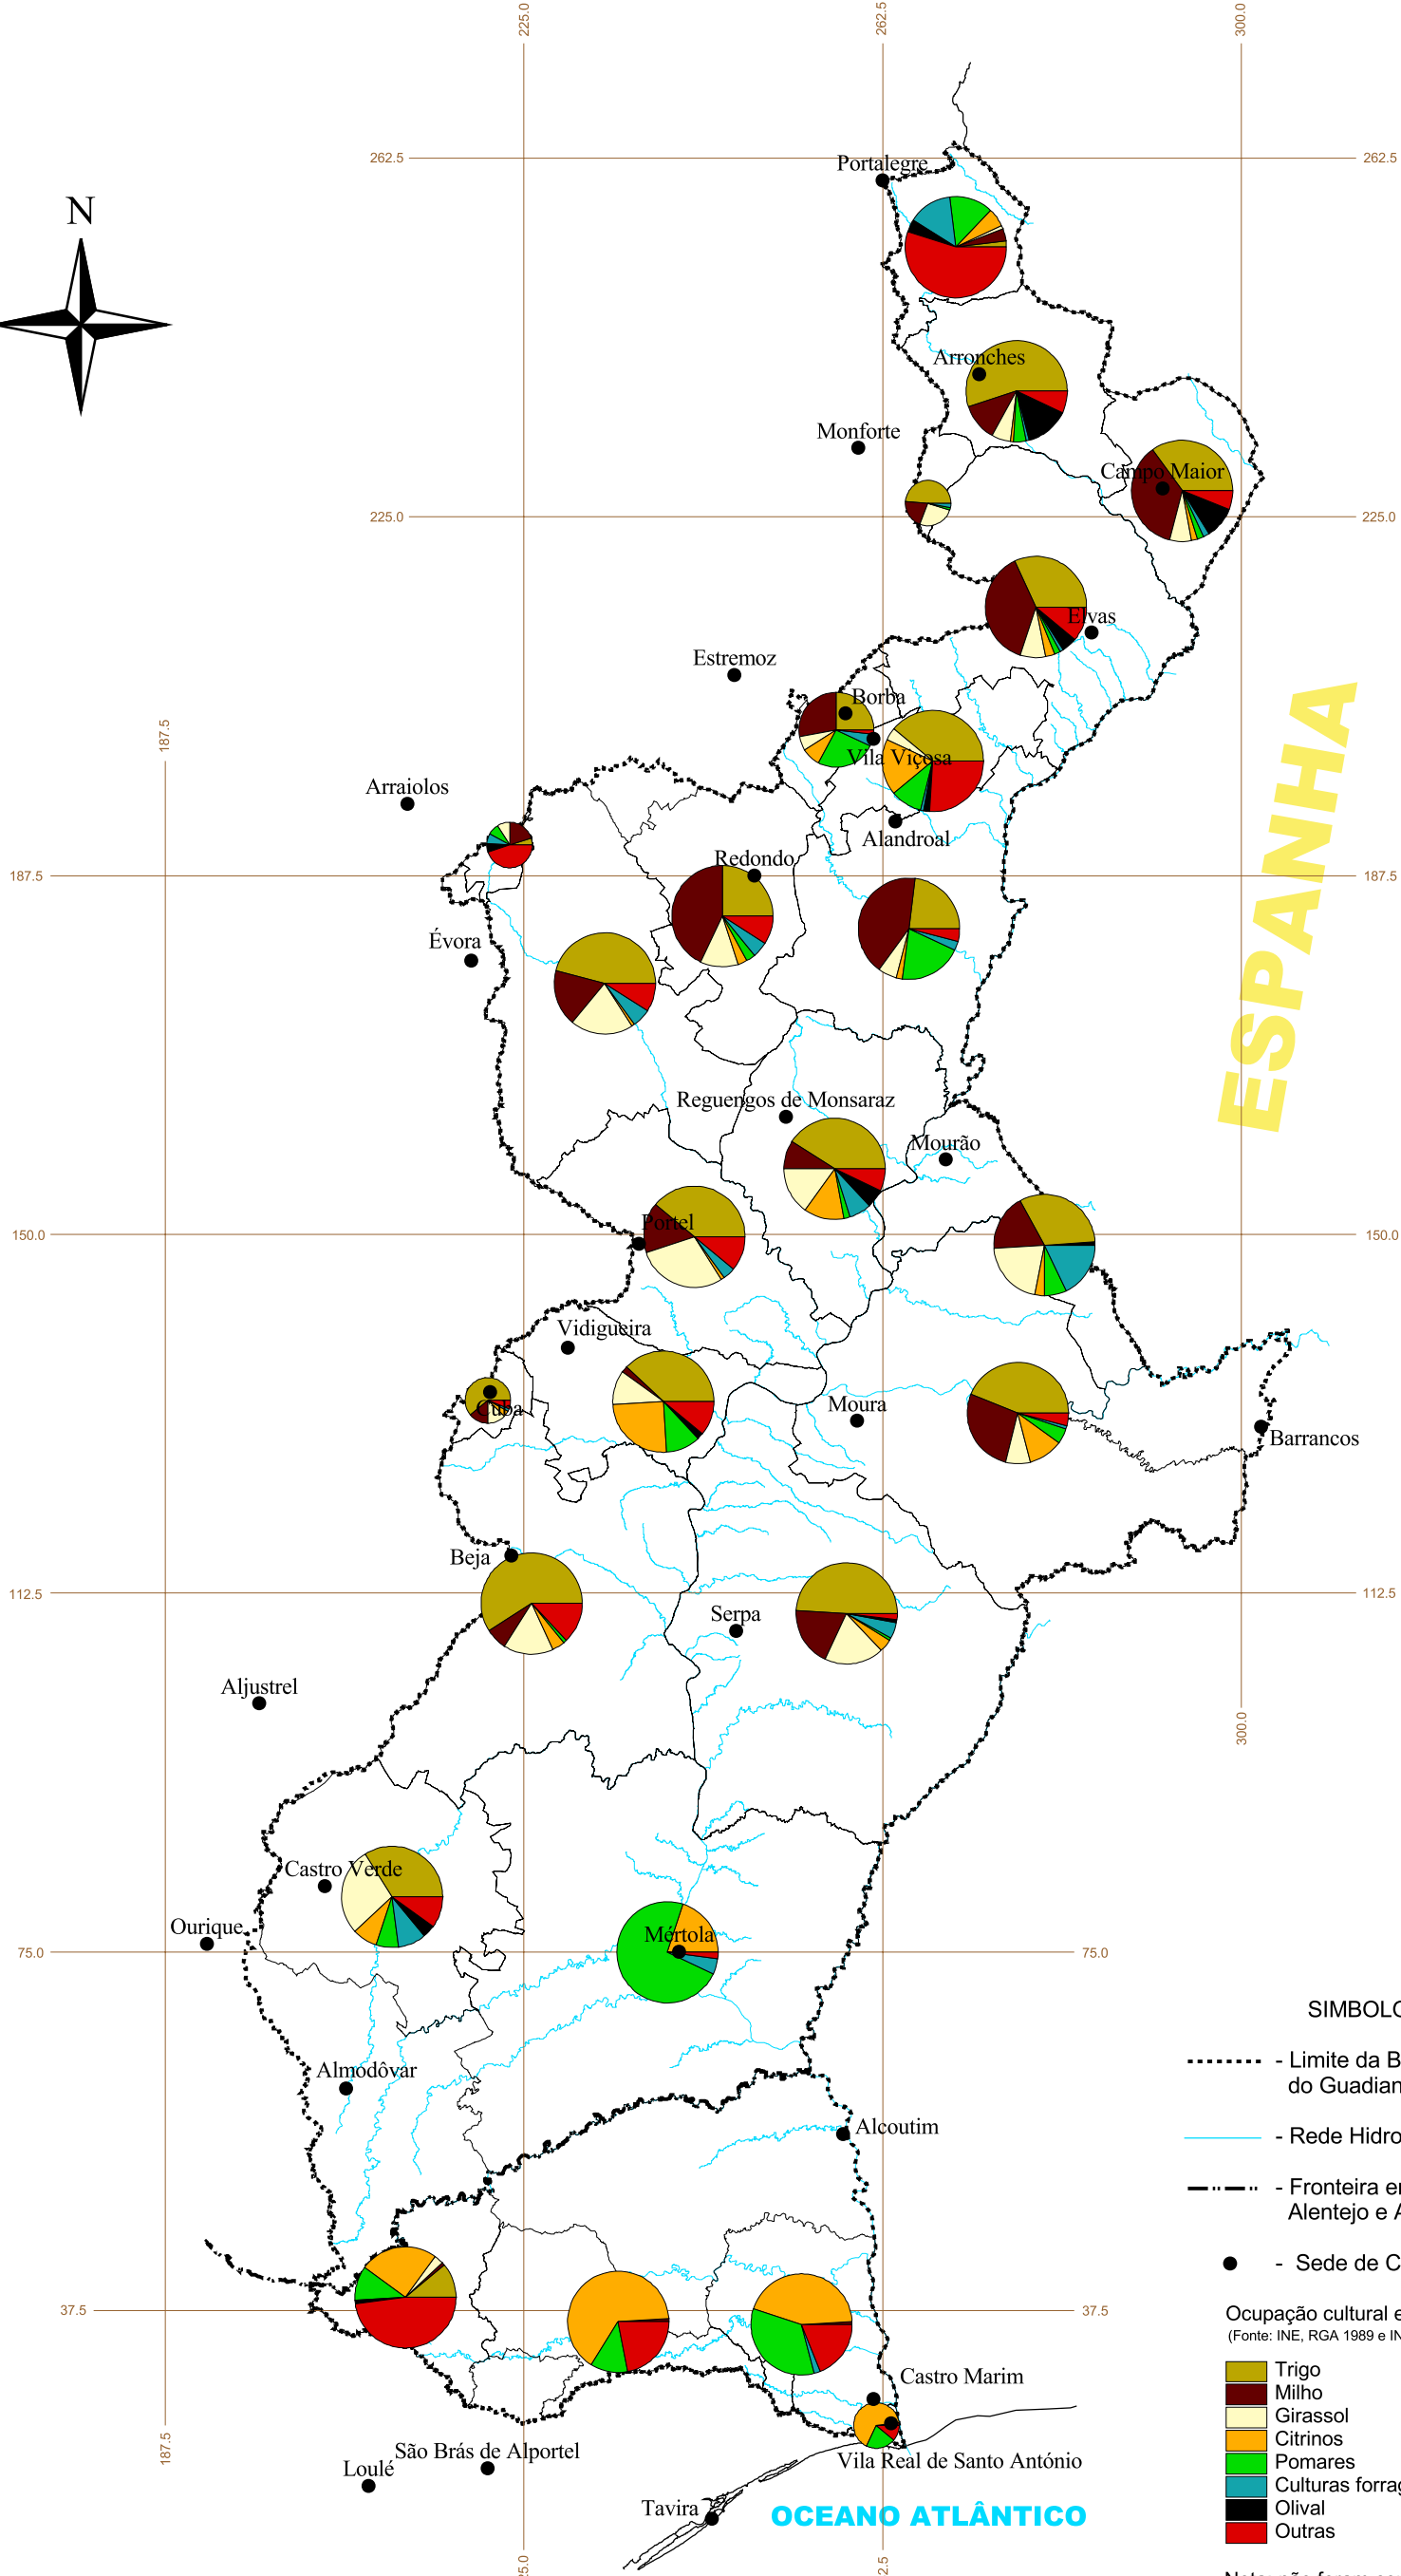 225.0
262.5
300.0
262.5
262.5
Portalegre
N
Arronches
Monforte
Campo Maior
225.0
225.0
Elvas
Estremoz
Borba
187.5
Vila Viçosa
Arraiolos
Alandroal
ESPANHA
Redondo
187.5
187.5
Évora
Reguengos de Monsaraz
Mourão
Portel
150.0
150.0
Vidigueira
Cuba
Moura
Barrancos
Beja
112.5
112.5
Serpa
Aljustrel
300.0
Castro Verde
Ourique
Mértola
75.0
75.0
SIMBOLO
- Limite da B
do Guadian
Almodôvar
Alcoutim
- Rede Hidro
- Fronteira en
Alentejo e A
- Sede de C
37.5
37.5
Ocupação cultural e
(Fonte: INE, RGA 1989 e IN
Castro Marim
Trigo
Milho
Girassol
Citrinos
Pomares
Culturas forrag
Olival
Outras
187.5
São Brás de Alportel
Loulé
Vila Real de Santo António
Tavira
OCEANO ATLÂNTICO
25.0
2.5